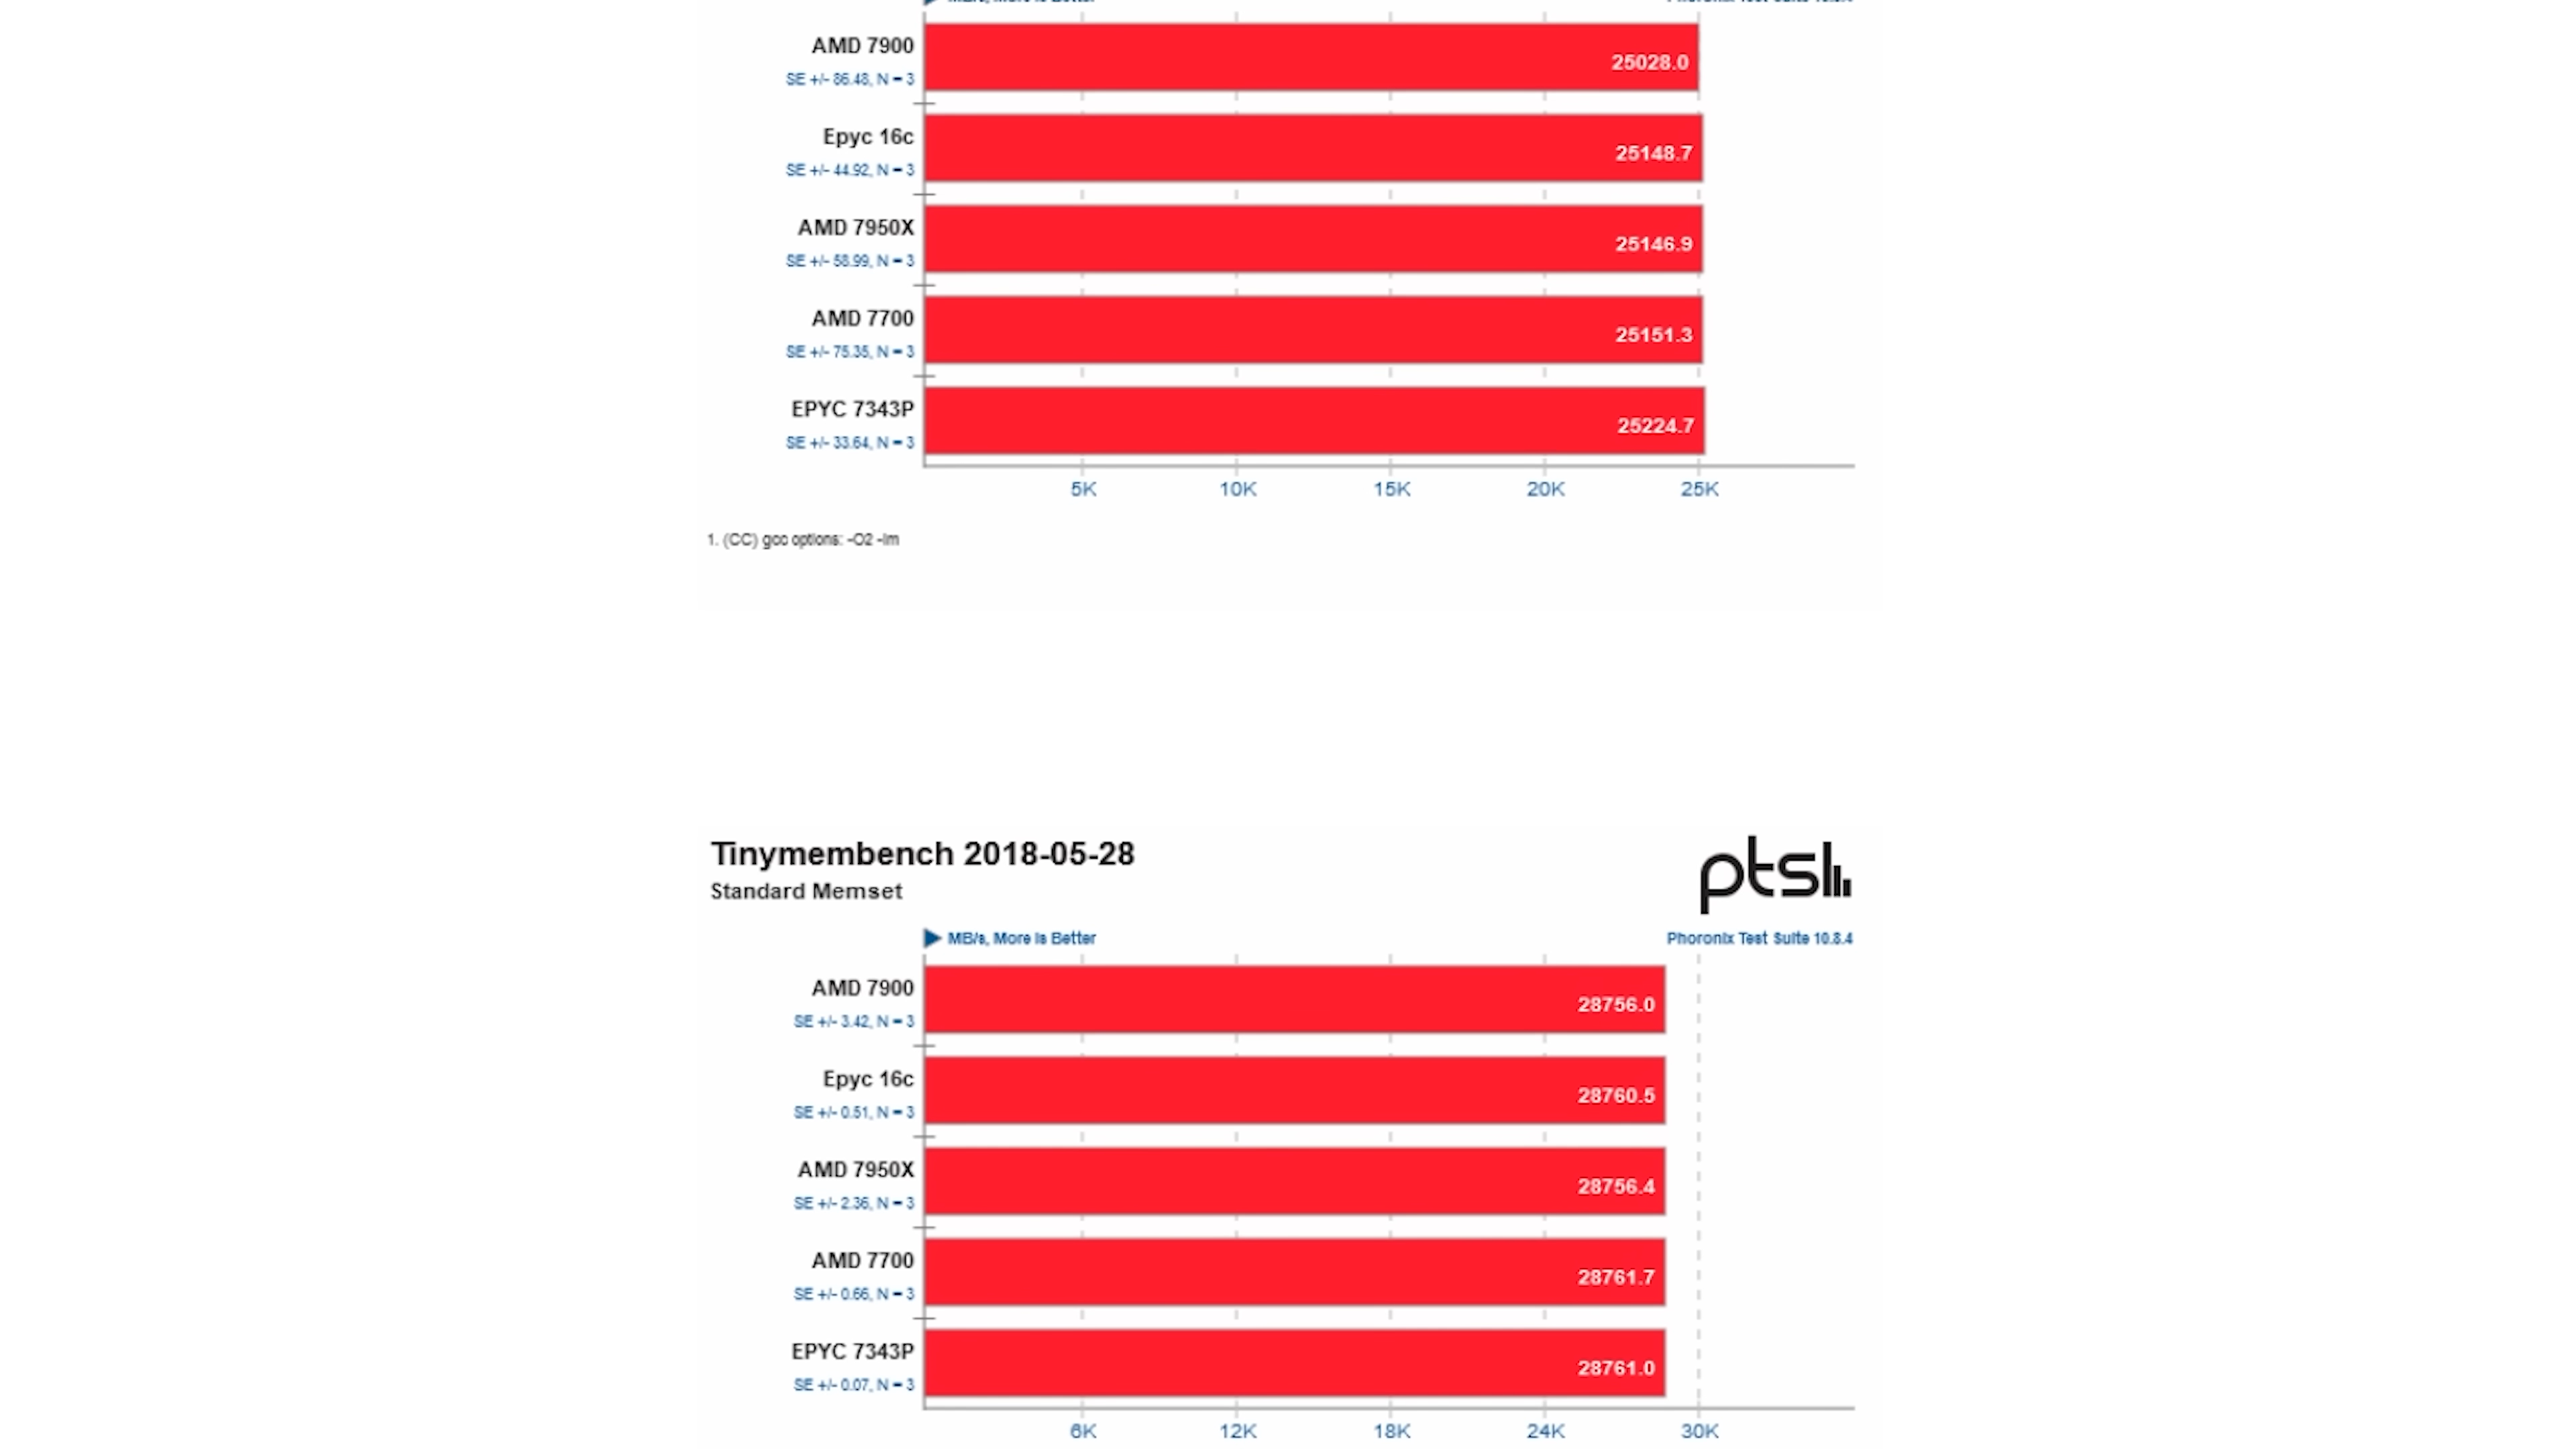 AMD 7900
25028.0
SE +/- 86.48, N = 3
Epyc 16c
25148.7
SE +/- 44.92, N = 3
AMD 7950X
25146.9
SE +/- 58.99, N = 3
AMD 7700
25151.3
SE +/- 75.35, N = 3
EPYC 7343P
25224.7
SE +/- 33.64, N = 3
5K 10K 15K 20K 25K
1. (CC) gcc options: -O2 -lm
Tinymembench 2018-05-28
ptsl
Standard Memset
MB/s, More Is Better
Phoronix Test Suite 10.8.4
AMD 7900
28756.0
SE +/- 3.42, N = 3
Epyc 16c
28760.5
SE +/- 0.51, N = 3
AMD 7950X
28756.4
SE +/- 2.36, N = 3
AMD 7700
28761.7
SE +/- 0.66, N = 3
EPYC 7343P
28761.0
SE +/- 0.07, N = 3
6K 12K 18K 24K 30K